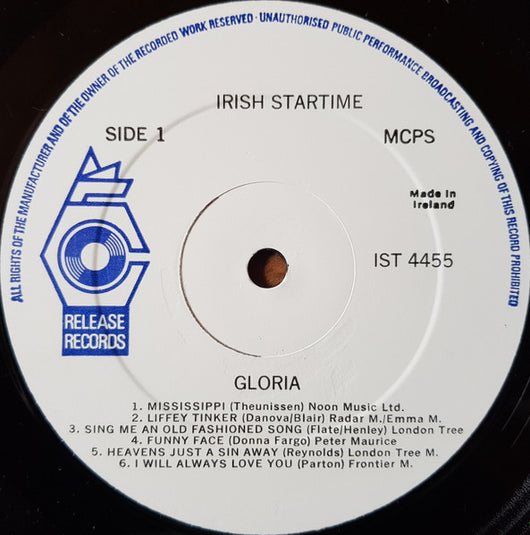 ALL RIGHTS OF THE MANUFACTURER AND OF THE OWNER OF THE RECORDED WORK RESERVED · UNAUTHORISED PUBLIC PERFORMANCE BROADCASTING AND COPYING OF THIS RECORD PROHIBITED
IRISH STARTIME
SIDE 1
MCPS
Made in
Ireland
IST 4455
RELEASE
RECORDS
GLORIA
1. MISSISSIPPI (Theunissen) Noon Music Ltd.
2. LIFFEY TINKER (Danova/Blair) Radar M./Emma M.
3. SING ME AN OLD FASHIONED SONG (Flate/Henley) London Tree
4. FUNNY FACE (Donna Fargo) Peter Maurice
5. HEAVENS JUST A SIN AWAY (Reynolds) London Tree M.
6. I WILL ALWAYS LOVE YOU (Parton) Frontier M.